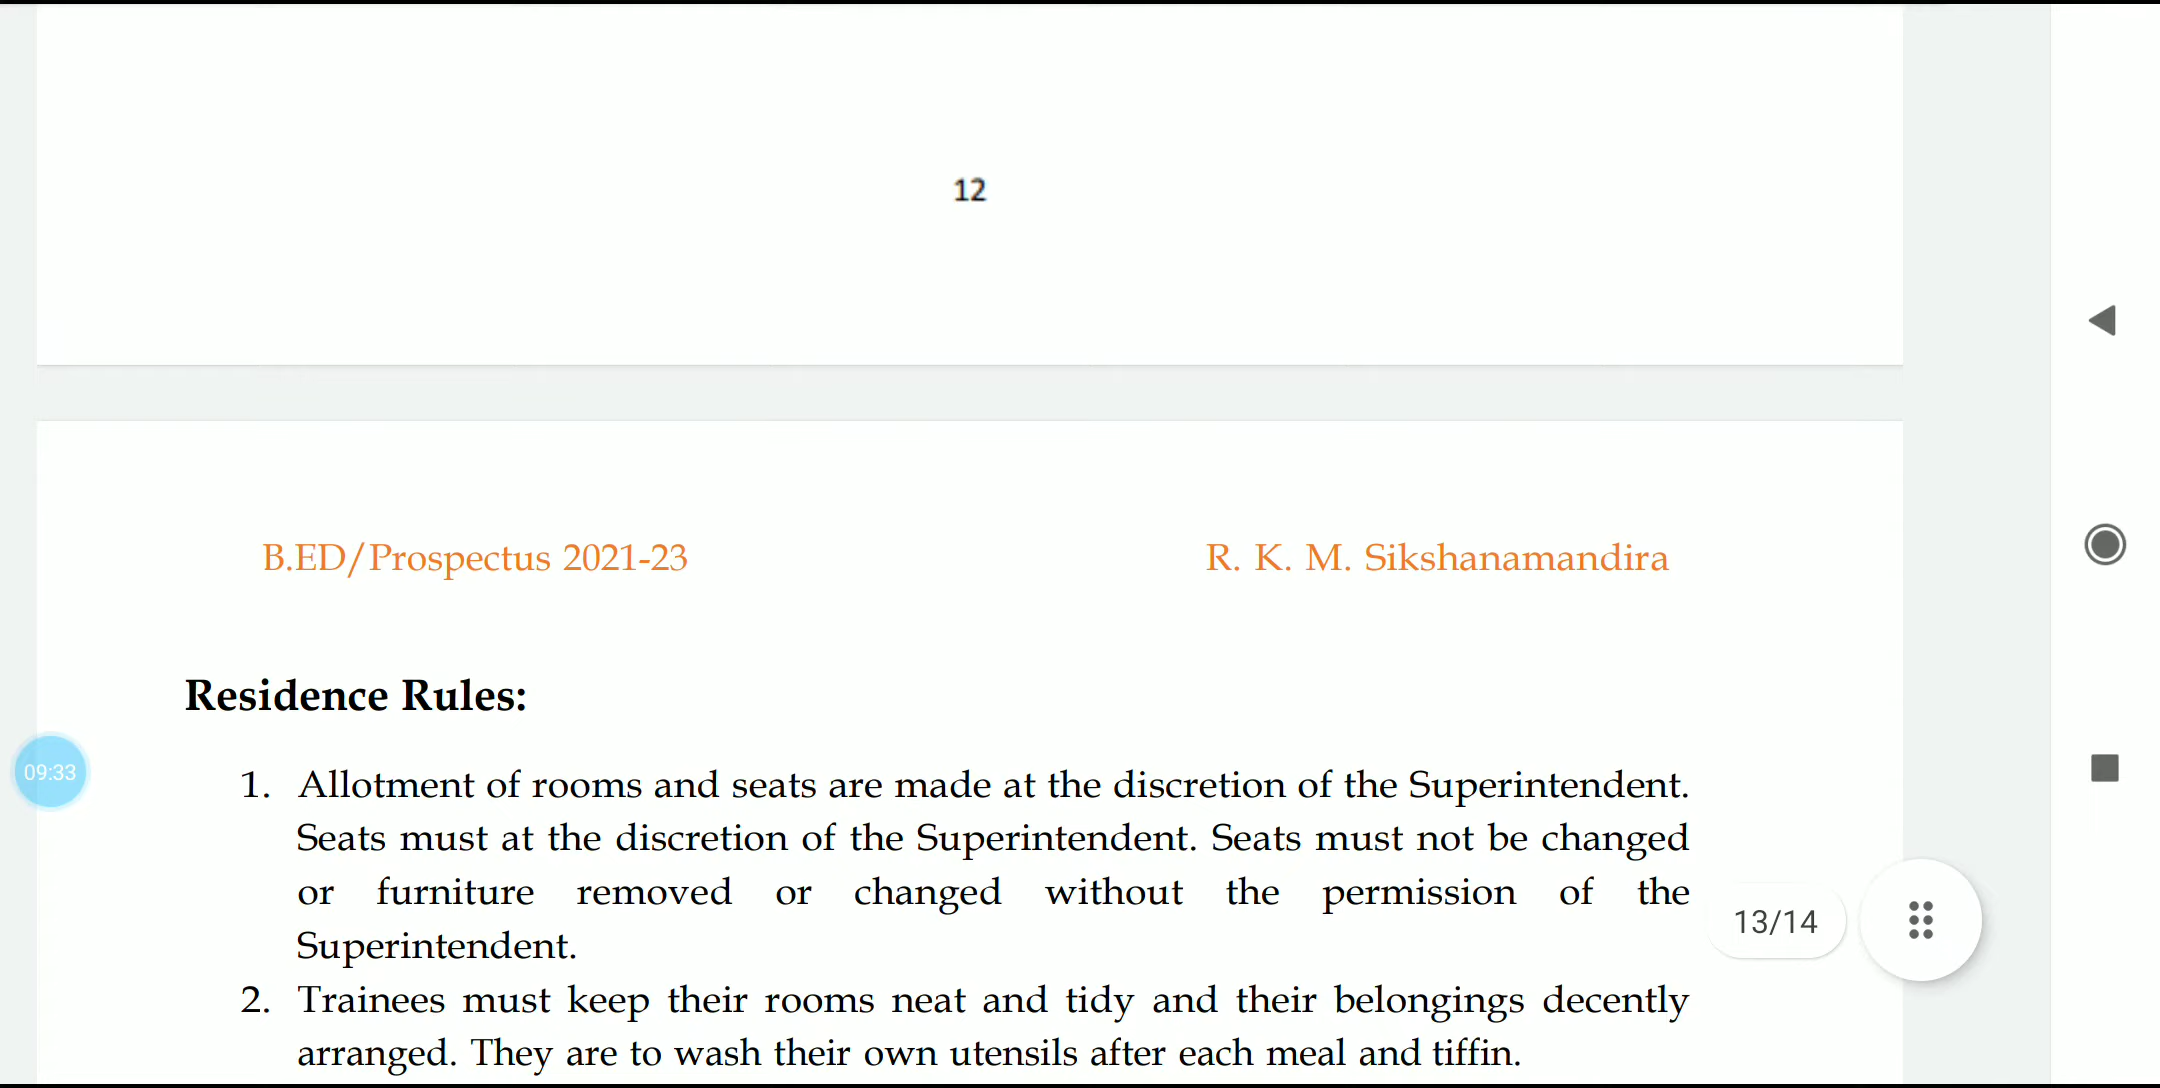 12
B.ED/Prospectus 2021-23 R. K. M. Sikshanamandira
Residence Rules:
1. Allotment of rooms and seats are made at the discretion of the Superintendent.
Seats must at the discretion of the Superintendent. Seats must not be changed
or furniture removed or changed without the permission of the
Superintendent.
2. Trainees must keep their rooms neat and tidy and their belongings decently
arranged. They are to wash their own utensils after each meal and tiffin.
09:33
13/14